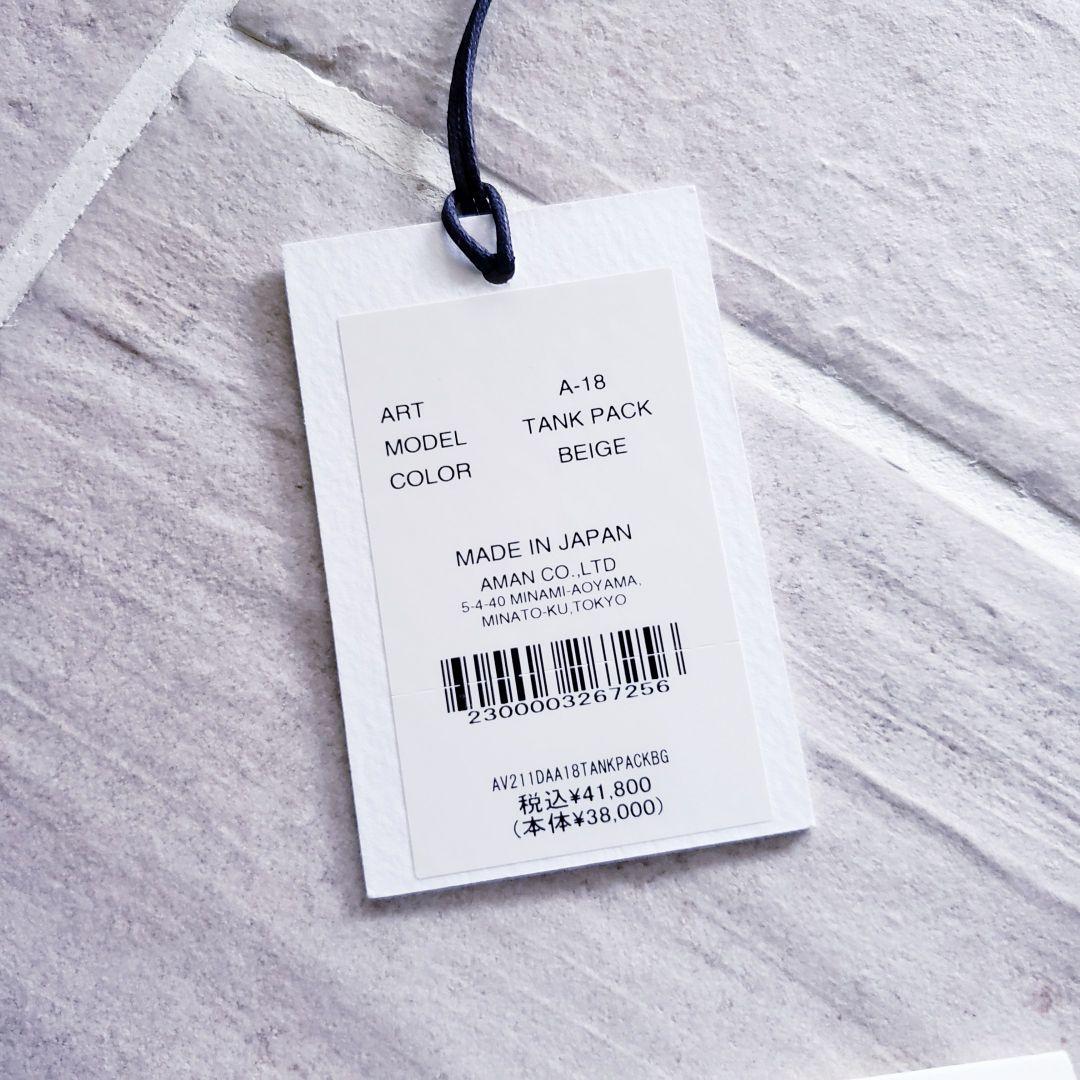 ART A-18
MODEL TANK PACK
COLOR BEIGE
MADE IN JAPAN
AMAN CO.,LTD
5-4-40 MINAMI-AOYAMA,
MINATO-KU,TOKYO
2300003267256
AV211DAA18TANKPACKBG
税込¥41,800
(本体¥38,000)